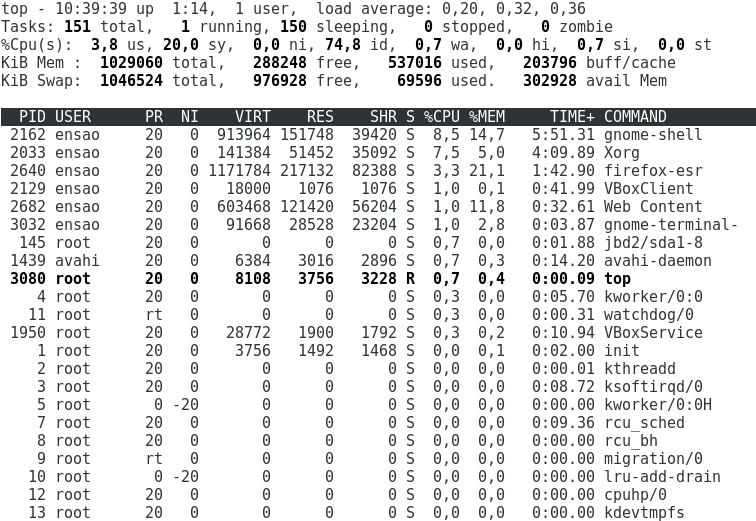 top - 10:39:39 up  1:14,  1 user,  load average: 0,20, 0,32, 0,36
Tasks: 151 total,   1 running, 150 sleeping,   0 stopped,   0 zombie
%Cpu(s):  3,8 us, 20,0 sy,  0,0 ni, 74,8 id,  0,7 wa,  0,0 hi,  0,7 si,  0,0 st
KiB Mem :  1029060 total,   288248 free,   537016 used,   203796 buff/cache
KiB Swap:  1046524 total,   976928 free,    69596 used.   302928 avail Mem
  PID USER      PR  NI    VIRT    RES    SHR S %CPU %MEM     TIME+ COMMAND
 2162 ensao     20   0  913964 151748  39420 S  8,5 14,7   5:51.31 gnome-shell
 2033 ensao     20   0  141384  51452  35092 S  7,5  5,0   4:09.89 Xorg
 2640 ensao     20   0 1171784 217132  82388 S  3,3 21,1   1:42.90 firefox-esr
 2129 ensao     20   0   18000   1076   1076 S  1,0  0,1   0:41.99 VBoxClient
 2682 ensao     20   0  603468 121420  56204 S  1,0 11,8   0:32.61 Web Content
 3032 ensao     20   0   91668  28528  23204 S  1,0  2,8   0:03.87 gnome-terminal-
  145 root      20   0       0      0      0 S  0,7  0,0   0:01.88 jbd2/sda1-8
 1439 avahi     20   0    6384   3016   2896 S  0,7  0,3   0:14.20 avahi-daemon
 3080 root      20   0    8108   3756   3228 R  0,7  0,4   0:00.09 top
    4 root      20   0       0      0      0 S  0,3  0,0   0:05.70 kworker/0:0
   11 root      rt   0       0      0      0 S  0,3  0,0   0:00.31 watchdog/0
 1950 root      20   0   28772   1900   1792 S  0,3  0,2   0:10.94 VBoxService
    1 root      20   0    3756   1492   1468 S  0,0  0,1   0:02.00 init
    2 root      20   0       0      0      0 S  0,0  0,0   0:00.01 kthreadd
    3 root      20   0       0      0      0 S  0,0  0,0   0:08.72 ksoftirqd/0
    5 root       0 -20       0      0      0 S  0,0  0,0   0:00.00 kworker/0:0H
    7 root      20   0       0      0      0 S  0,0  0,0   0:09.36 rcu_sched
    8 root      20   0       0      0      0 S  0,0  0,0   0:00.00 rcu_bh
    9 root      rt   0       0      0      0 S  0,0  0,0   0:00.00 migration/0
   10 root       0 -20       0      0      0 S  0,0  0,0   0:00.00 lru-add-drain
   12 root      20   0       0      0      0 S  0,0  0,0   0:00.00 cpuhp/0
   13 root      20   0       0      0      0 S  0,0  0,0   0:00.00 kdevtmpfs